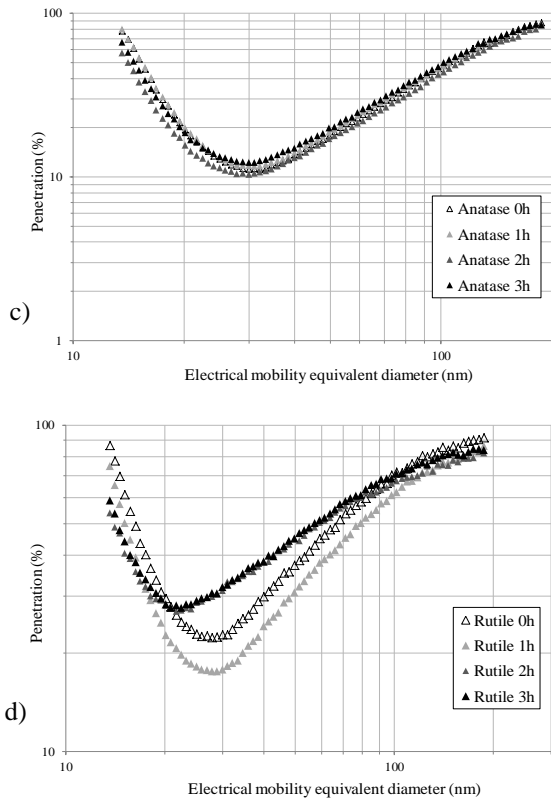 100
10
1
10
100
Penetration (%)
Electrical mobility equivalent diameter (nm)
Anatase 0h
Anatase 1h
Anatase 2h
Anatase 3h
c)
100
10
10
100
Penetration (%)
Electrical mobility equivalent diameter (nm)
Rutile 0h
Rutile 1h
Rutile 2h
Rutile 3h
d)